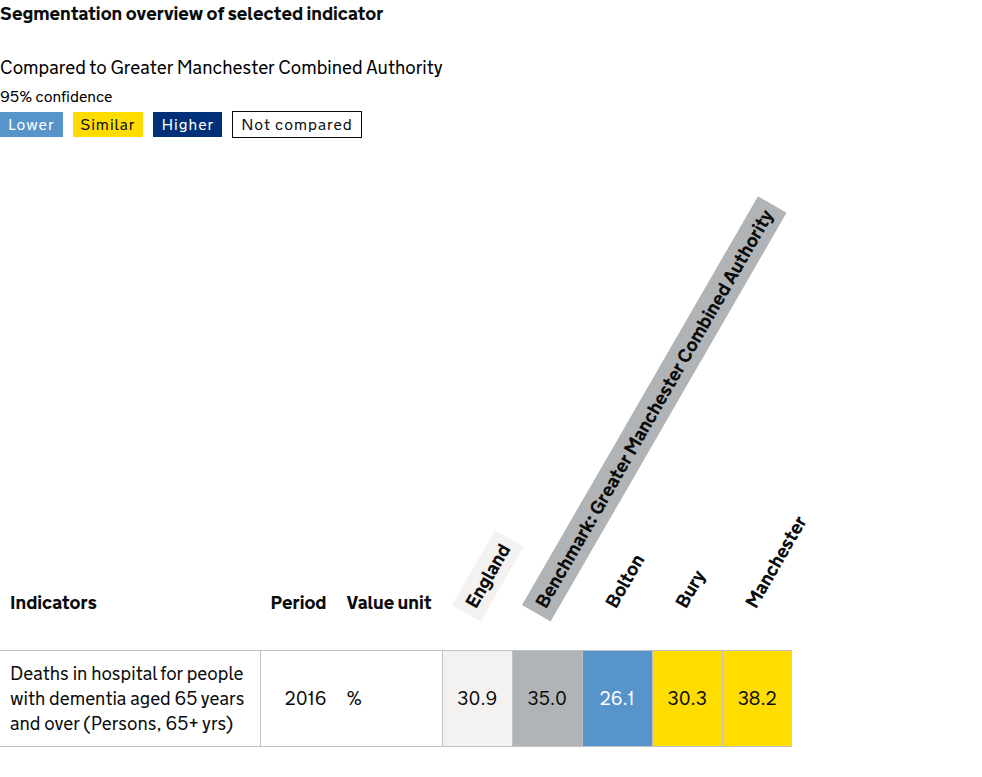 Segmentation overview of selected indicator
Compared to Greater Manchester Combined Authority
95% confidence
Lower Similar Higher Not compared
Indicators Period Value unit England Benchmark: Greater Manchester Combined Authority Bolton Bury Manchester
Deaths in hospital for people
with dementia aged 65 years
and over (Persons, 65+ yrs)
2016 % 30.9 35.0 26.1 30.3 38.2